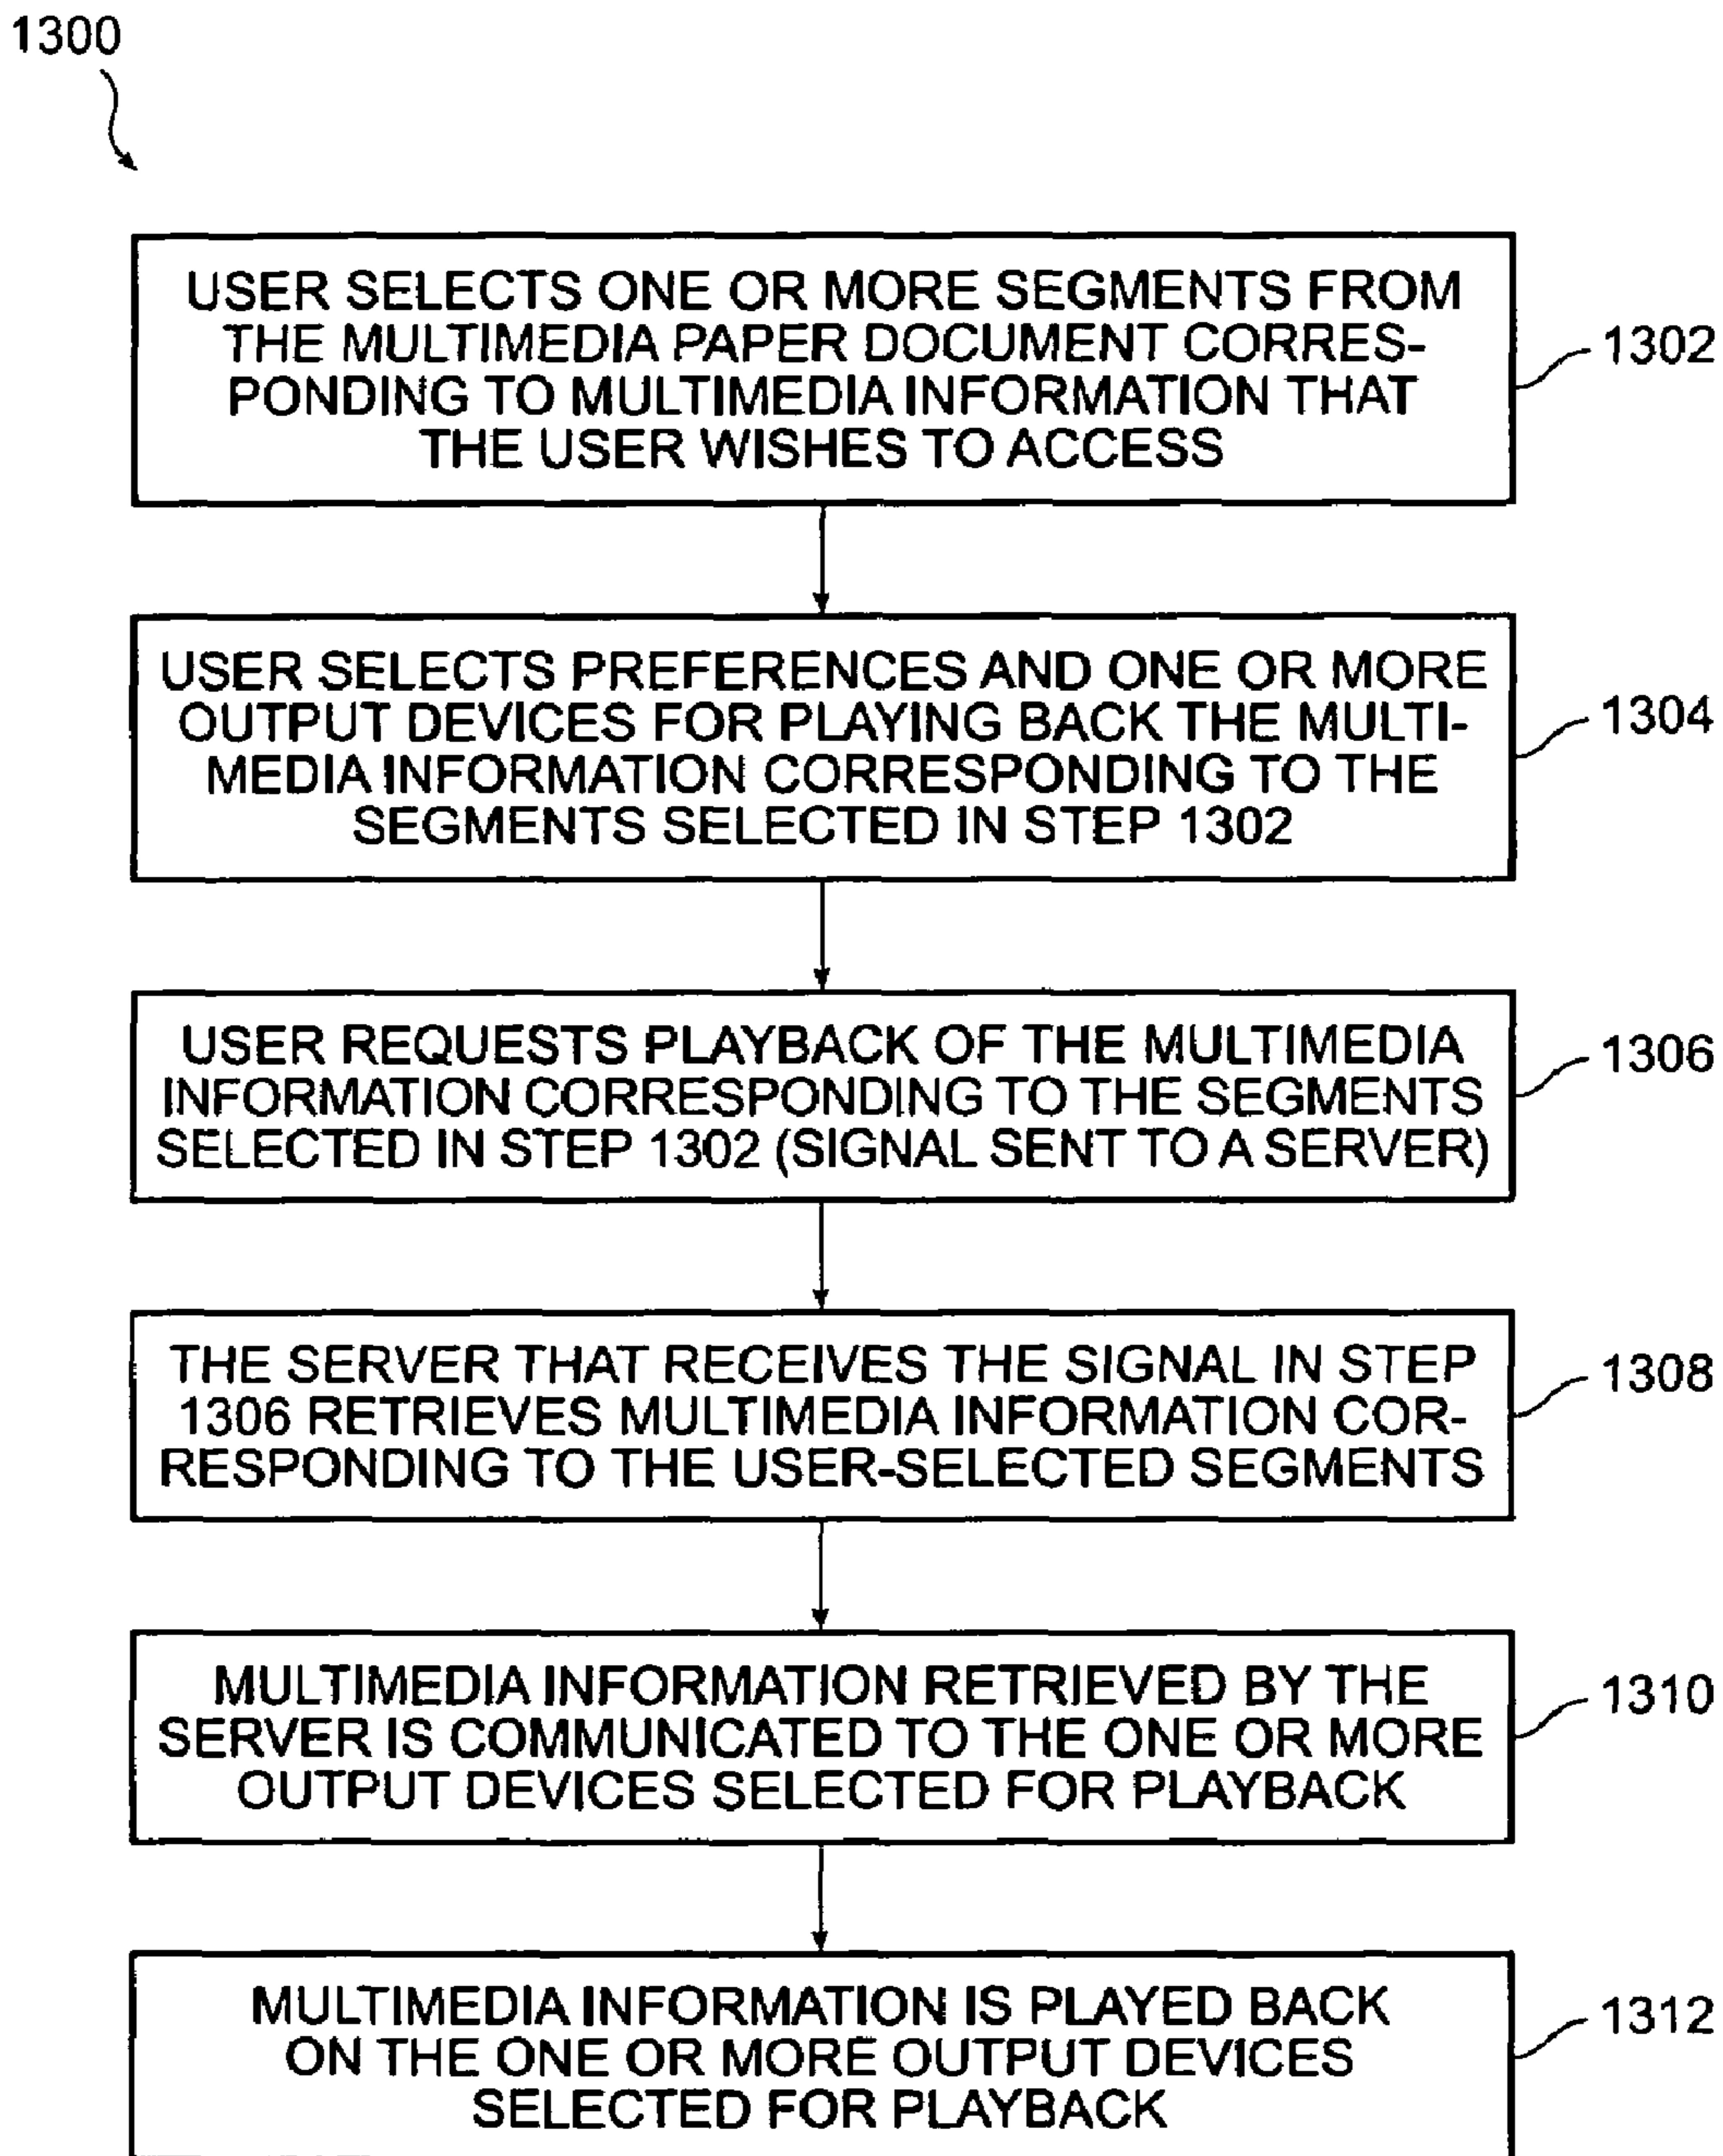 1300
USER SELECTS ONE OR MORE SEGMENTS FROM
THE MULTIMEDIA PAPER DOCUMENT CORRES-
PONDING TO MULTIMEDIA INFORMATION THAT
THE USER WISHES TO ACCESS
1302
USER SELECTS PREFERENCES AND ONE OR MORE
OUTPUT DEVICES FOR PLAYING BACK THE MULTI-
MEDIA INFORMATION CORRESPONDING TO THE
SEGMENTS SELECTED IN STEP 1302
1304
USER REQUESTS PLAYBACK OF THE MULTIMEDIA
INFORMATION CORRESPONDING TO THE SEGMENTS
SELECTED IN STEP 1302 (SIGNAL SENT TO A SERVER)
1306
THE SERVER THAT RECEIVES THE SIGNAL IN STEP
1306 RETRIEVES MULTIMEDIA INFORMATION COR-
RESPONDING TO THE USER-SELECTED SEGMENTS
1308
MULTIMEDIA INFORMATION RETRIEVED BY THE
SERVER IS COMMUNICATED TO THE ONE OR MORE
OUTPUT DEVICES SELECTED FOR PLAYBACK
1310
MULTIMEDIA INFORMATION IS PLAYED BACK
ON THE ONE OR MORE OUTPUT DEVICES
SELECTED FOR PLAYBACK
1312